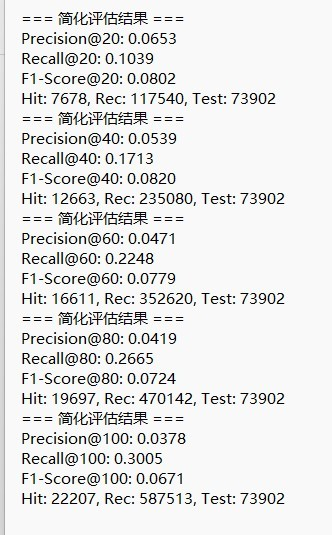 === 简化评估结果 ===
Precision@20: 0.0653
Recall@20: 0.1039
F1-Score@20: 0.0802
Hit: 7678, Rec: 117540, Test: 73902
=== 简化评估结果 ===
Precision@40: 0.0539
Recall@40: 0.1713
F1-Score@40: 0.0820
Hit: 12663, Rec: 235080, Test: 73902
=== 简化评估结果 ===
Precision@60: 0.0471
Recall@60: 0.2248
F1-Score@60: 0.0779
Hit: 16611, Rec: 352620, Test: 73902
=== 简化评估结果 ===
Precision@80: 0.0419
Recall@80: 0.2665
F1-Score@80: 0.0724
Hit: 19697, Rec: 470142, Test: 73902
=== 简化评估结果 ===
Precision@100: 0.0378
Recall@100: 0.3005
F1-Score@100: 0.0671
Hit: 22207, Rec: 587513, Test: 73902